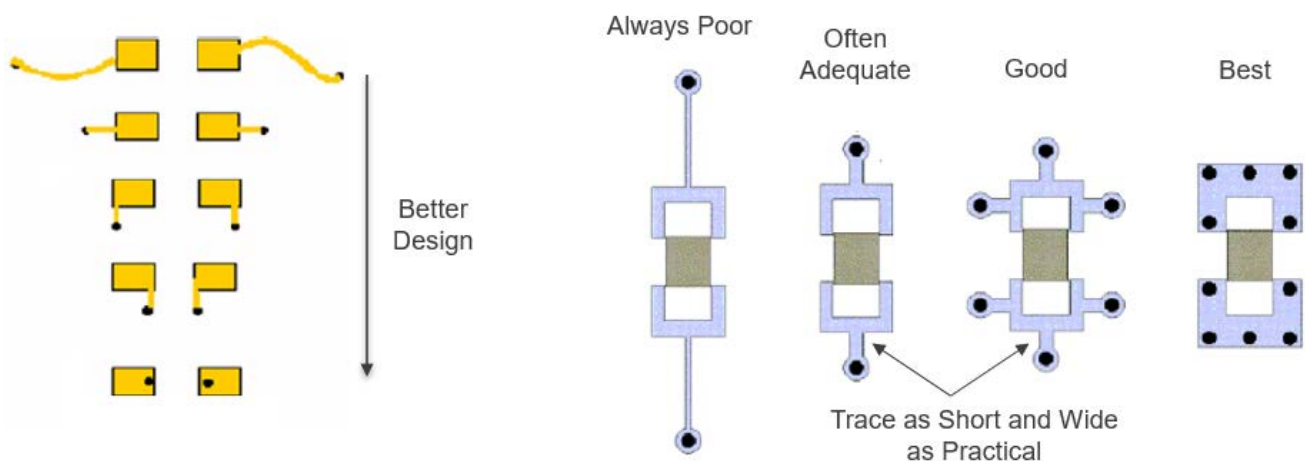 Better
Design
Always Poor
Often
Adequate
Good
Best
Trace as Short and Wide
as Practical